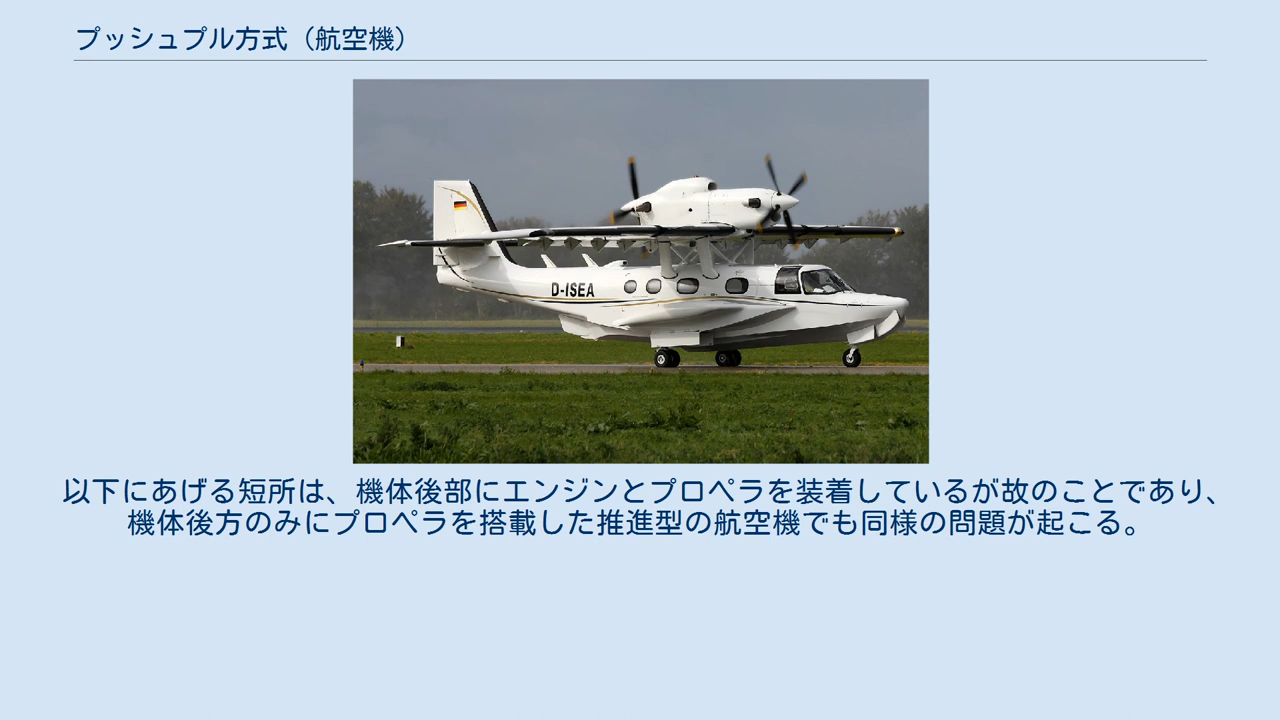 プッシュプル方式（航空機）
D-ISEA
以下にあげる短所は、機体後部にエンジンとプロペラを装着しているが故のことであり、
機体後方のみにプロペラを搭載した推進型の航空機でも同様の問題が起こる。